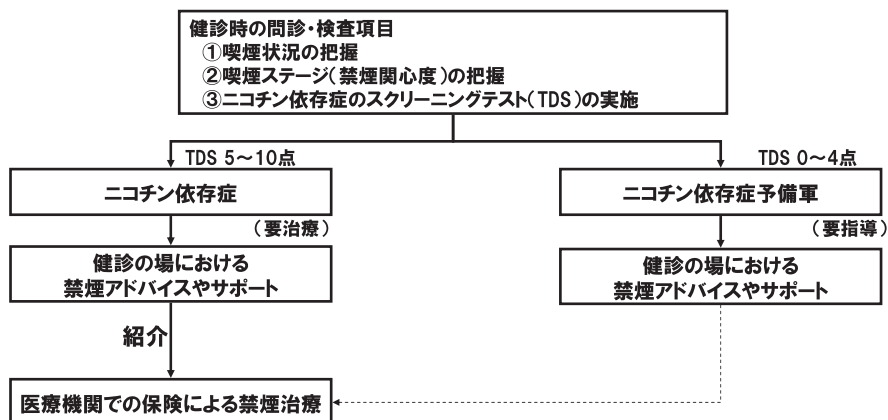 健診時の問診・検査項目
①喫煙状況の把握
②喫煙ステージ(禁煙関心度)の把握
③ニコチン依存症のスクリーニングテスト(TDS)の実施
TDS 5〜10点
TDS 0〜4点
ニコチン依存症
ニコチン依存症予備軍
(要治療)
(要指導)
健診の場における
禁煙アドバイスやサポート
健診の場における
禁煙アドバイスやサポート
紹介
医療機関での保険による禁煙治療